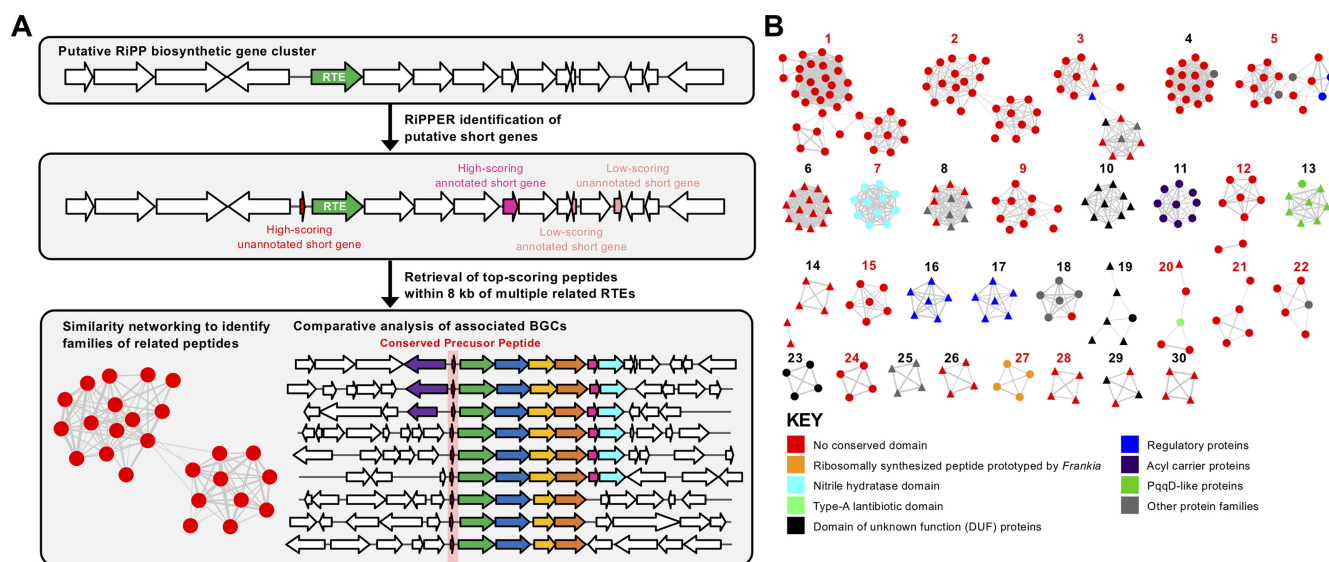 A
Putative RiPP biosynthetic gene cluster
RTE
RiPPER identification of
putative short genes
High-scoring
annotated short gene
Low-scoring
unannotated short gene
RTE
High-scoring
unannotated short gene
Low-scoring
annotated short gene
Retrieval of top-scoring peptides
within 8 kb of multiple related RTEs
Similarity networking to identify
families of related peptides
Comparative analysis of associated BGCs
Conserved Precusor Peptide
B
1 2 3 4 5
6 7 8 9 10 11 12 13
14 15 16 17 18 19 20 21 22
23 24 25 26 27 28 29 30
KEY
No conserved domain
Ribosomally synthesized peptide prototyped by Frankia
Nitrile hydratase domain
Type-A lantibiotic domain
Domain of unknown function (DUF) proteins
Regulatory proteins
Acyl carrier proteins
PqqD-like proteins
Other protein families